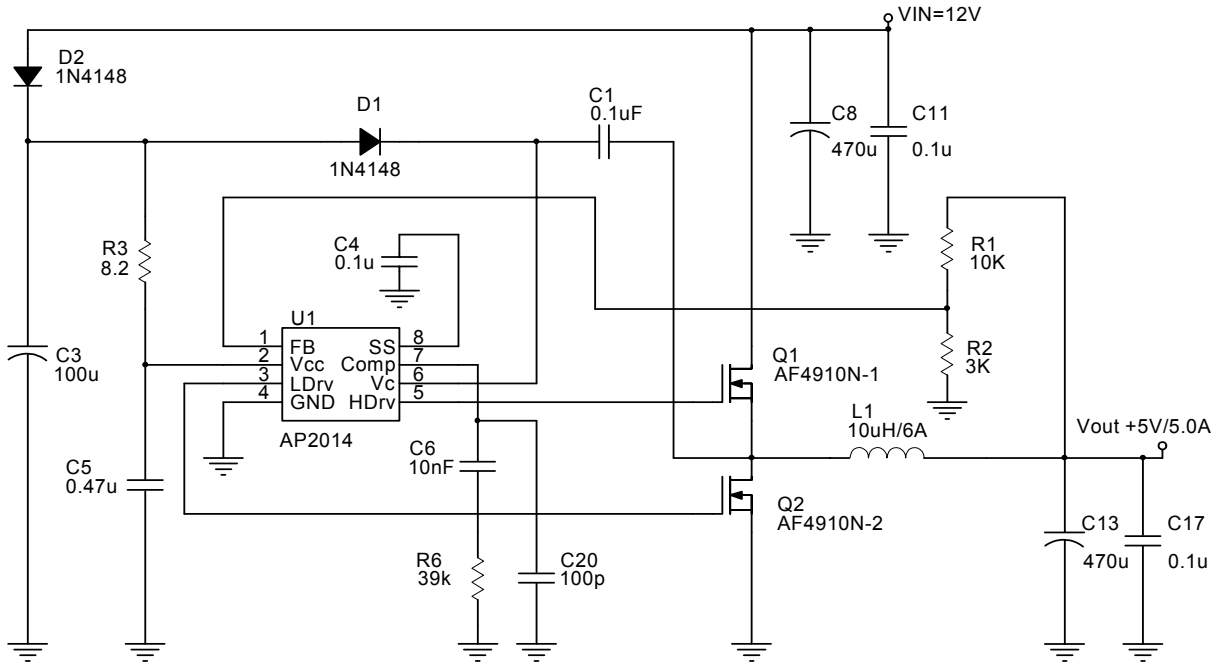 VIN=12V
D2
1N4148
D1
1N4148
C1
0.1uF
C8
470u
C11
0.1u
R3
8.2
C4
0.1u
R1
10K
U1
1 FB SS 8
2 Vcc Comp 7
3 LDrv Vc 6
4 GND HDrv 5
AP2014
C3
100u
R2
3K
Q1
AF4910N-1
L1
10uH/6A
Vout +5V/5.0A
C5
0.47u
C6
10nF
Q2
AF4910N-2
C13
470u
C17
0.1u
R6
39k
C20
100p